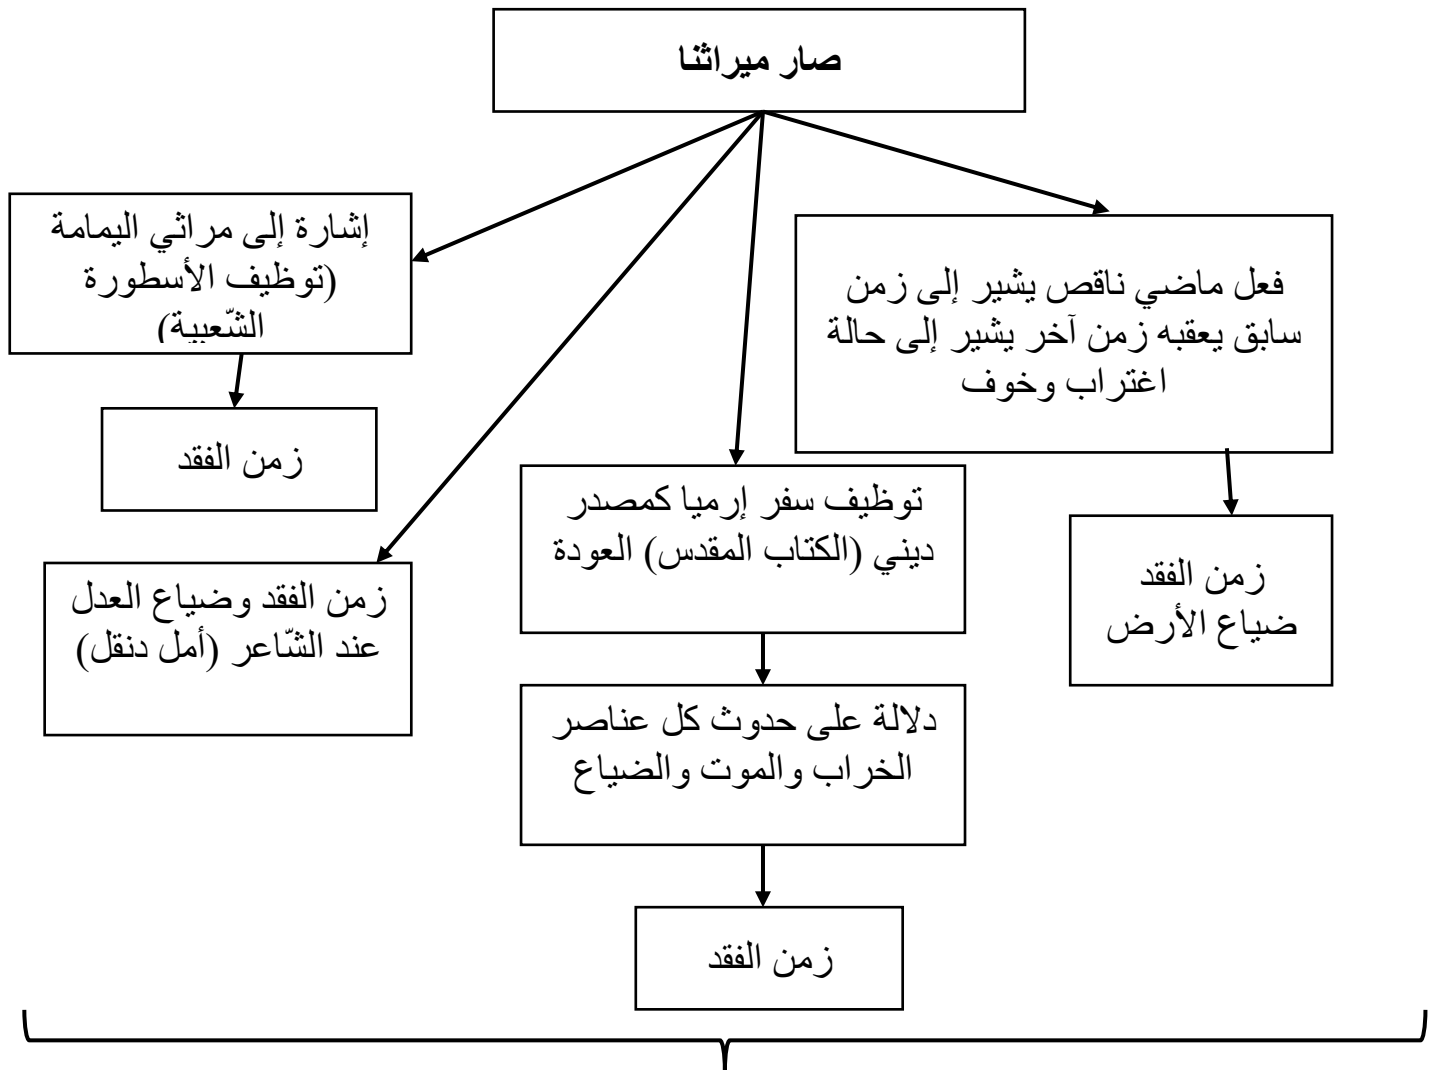 صار ميراثنا
فعل ماضي ناقص يشير إلى زمن
سابق يعقبه زمن آخر يشير إلى حالة
اغتراب وخوف
زمن الفقد
ضياع الأرض
توظيف سفر إرميا كمصدر
ديني (الكتاب المقدس) العودة
دلالة على حدوث كل عناصر
الخراب والموت والضياع
زمن الفقد
زمن الفقد وضياع العدل
عند الشّاعر (أمل دنقل)
إشارة إلى مراثي اليمامة
(توظيف الأسطورة
الشّعبية)
زمن الفقد